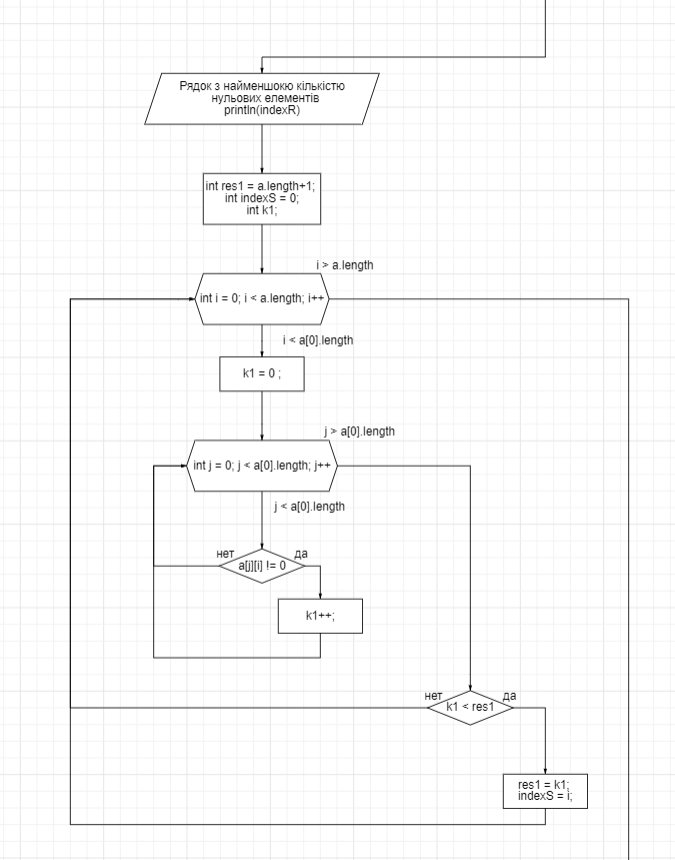 Рядок з найменшокю кількістю
нульових елементів
println(indexR)
int res1 = a.length+1;
int indexS = 0;
int k1;
i > a.length
int i = 0; i < a.length; i++
i < a[0].length
k1 = 0 ;
j > a[0].length
int j = 0; j < a[0].length; j++
j < a[0].length
нет
да
a[j][i] != 0
k1++;
нет
да
k1 < res1
res1 = k1;
indexS = i;